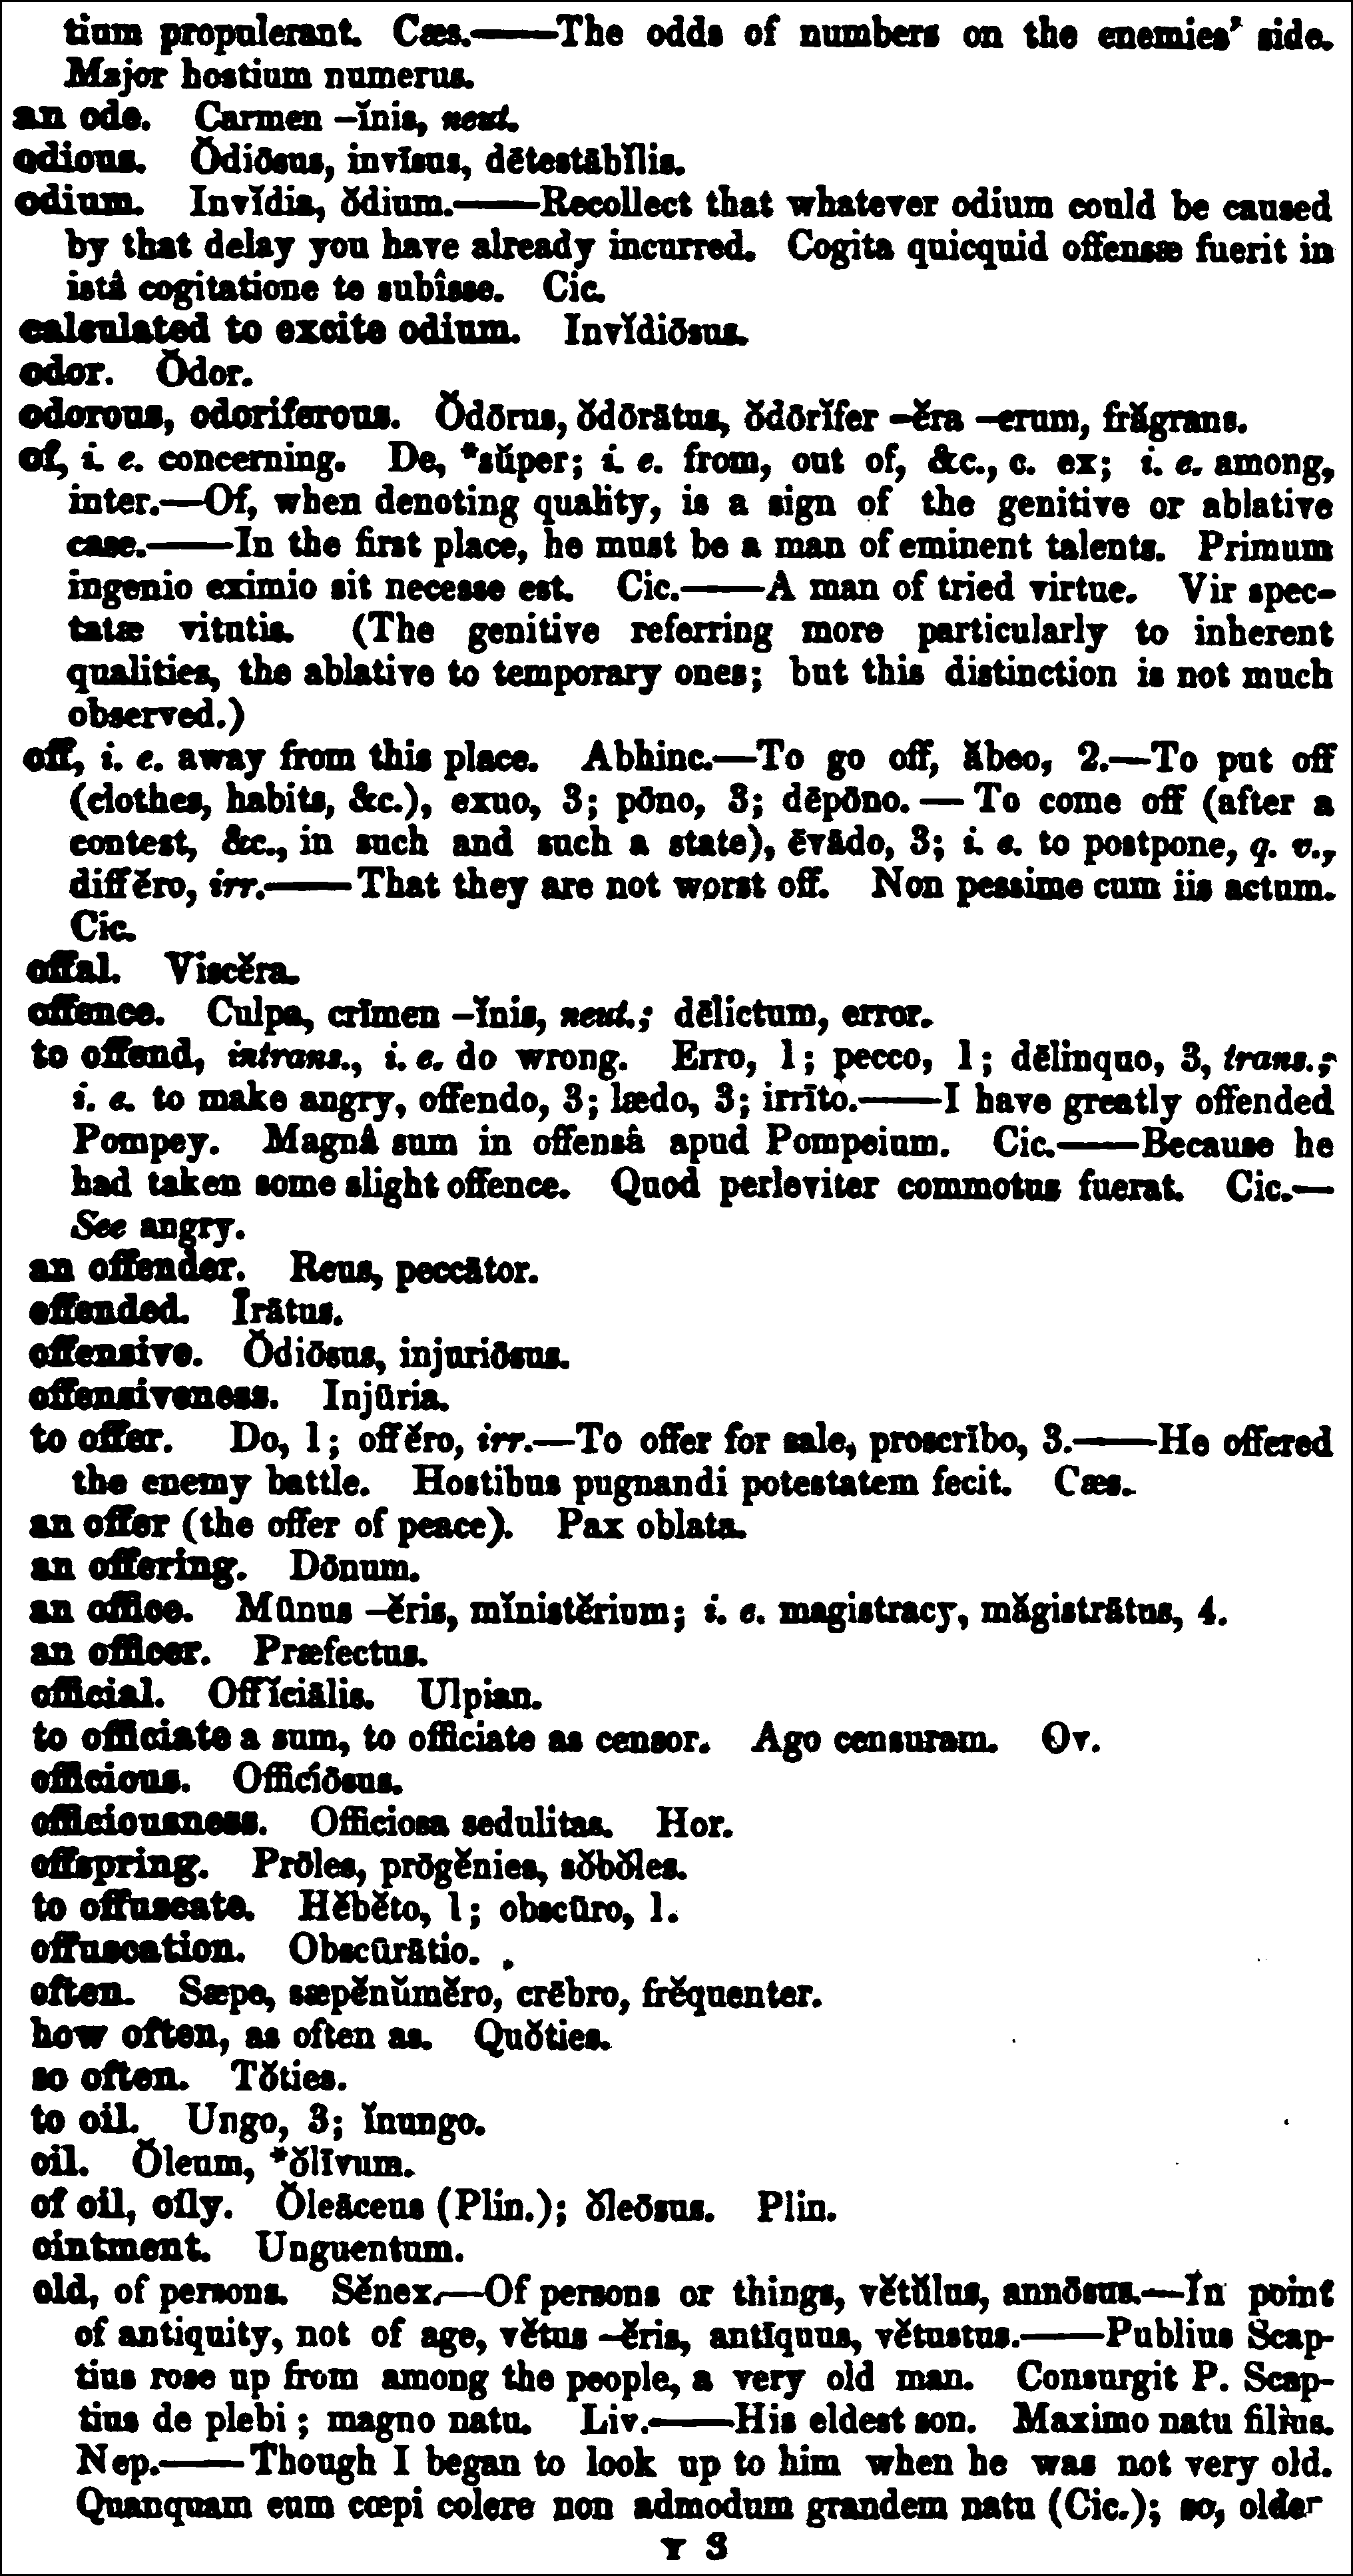 tium propulerant. Cæs.——The odds of numbers on the enemies’ side.
Major hostium numerus.
an ode. Carmen –ĭnis, neut.
odious. Ŏdiōsus, invīsus, dētestābĭlis.
odium. Invĭdia, ŏdium.——Recollect that whatever odium could be caused
by that delay you have already incurred. Cogita quicquid offensæ fuerit in
istâ cogitatione te subîsse. Cic.
calculated to excite odium. Invĭdiōsus.
odor. Ŏdor.
odorous, odoriferous. Ŏdōrus, ŏdōrātus, ŏdōrĭfer –ĕra –erum, frăgrans.
of, i. e. concerning. De, *sŭper; i. e. from, out of, &c., c. ex; i. e. among,
inter.—Of, when denoting quality, is a sign of the genitive or ablative
case.——In the first place, he must be a man of eminent talents. Primum
ingenio eximio sit necesse est. Cic.——A man of tried virtue. Vir spec-
tatæ vitutis. (The genitive referring more particularly to inherent
qualities, the ablative to temporary ones; but this distinction is not much
observed.)
off, i. e. away from this place. Abhinc.—To go off, ăbeo, 2.—To put off
(clothes, habits, &c.), exuo, 3; pōno, 3; dēpōno.—To come off (after a
contest, &c., in such and such a state), ēvādo, 3; i. e. to postpone, q. v.,
diffĕro, irr.——That they are not worst off. Non pessime cum iis actum.
Cic.
offal. Viscĕra.
offence. Culpa, crīmen –ĭnis, neut.; dēlictum, error.
to offend, intrans., i. e. do wrong. Erro, 1; pecco, 1; dēlinquo, 3, trans.;
i. e. to make angry, offendo, 3; lædo, 3; irrīto.——I have greatly offended
Pompey. Magnâ sum in offensâ apud Pompeium. Cic.——Because he
had taken some slight offence. Quod perleviter commotus fuerat. Cic.—
See angry.
an offender. Reus, peccātor.
offended. Īrātus.
offensive. Ŏdiōsus, injuriōsus.
offensiveness. Injūria.
to offer. Do, 1; offĕro, irr.—To offer for sale, proscrībo, 3.——He offered
the enemy battle. Hostibus pugnandi potestatem fecit. Cæs.
an offer (the offer of peace). Pax oblata.
an offering. Dōnum.
an office. Mūnus –ĕris, mĭnistĕrium; i. e. magistracy, măgistrātus, 4.
an officer. Præfectus.
official. Offĭciālis. Ulpian.
to officiate a sum, to officiate as censor. Ago censuram. Ov.
officious. Officiōsus.
officiousness. Officiosa sedulitas. Hor.
offspring. Prōles, prōgĕnies, sŏbŏles.
to offuscate. Hĕbĕto, 1; obscūro, 1.
offuscation. Obscūrātio.
often. Sæpe, sæpĕnŭmĕro, crēbro, frĕquenter.
how often, as often as. Quŏties.
so often. Tŏties.
to oil. Ungo, 3; ĭnungo.
oil. Ŏleum, *ŏlīvum.
of oil, oily. Ŏleāceus (Plin.); ŏleōsus. Plin.
ointment. Unguentum.
old, of persons. Sĕnex.—Of persons or things, vĕtŭlus, annōsus.—In point
of antiquity, not of age, vĕtus –ĕris, antīquus, vĕtustus.——Publius Scap-
tius rose up from among the people, a very old man. Consurgit P. Scap-
tius de plebi; magno natu. Liv.——His eldest son. Maximo natu filius.
Nep.——Though I began to look up to him when he was not very old.
Quanquam eum cœpi colere non admodum grandem natu (Cic.); so, older
Y 3